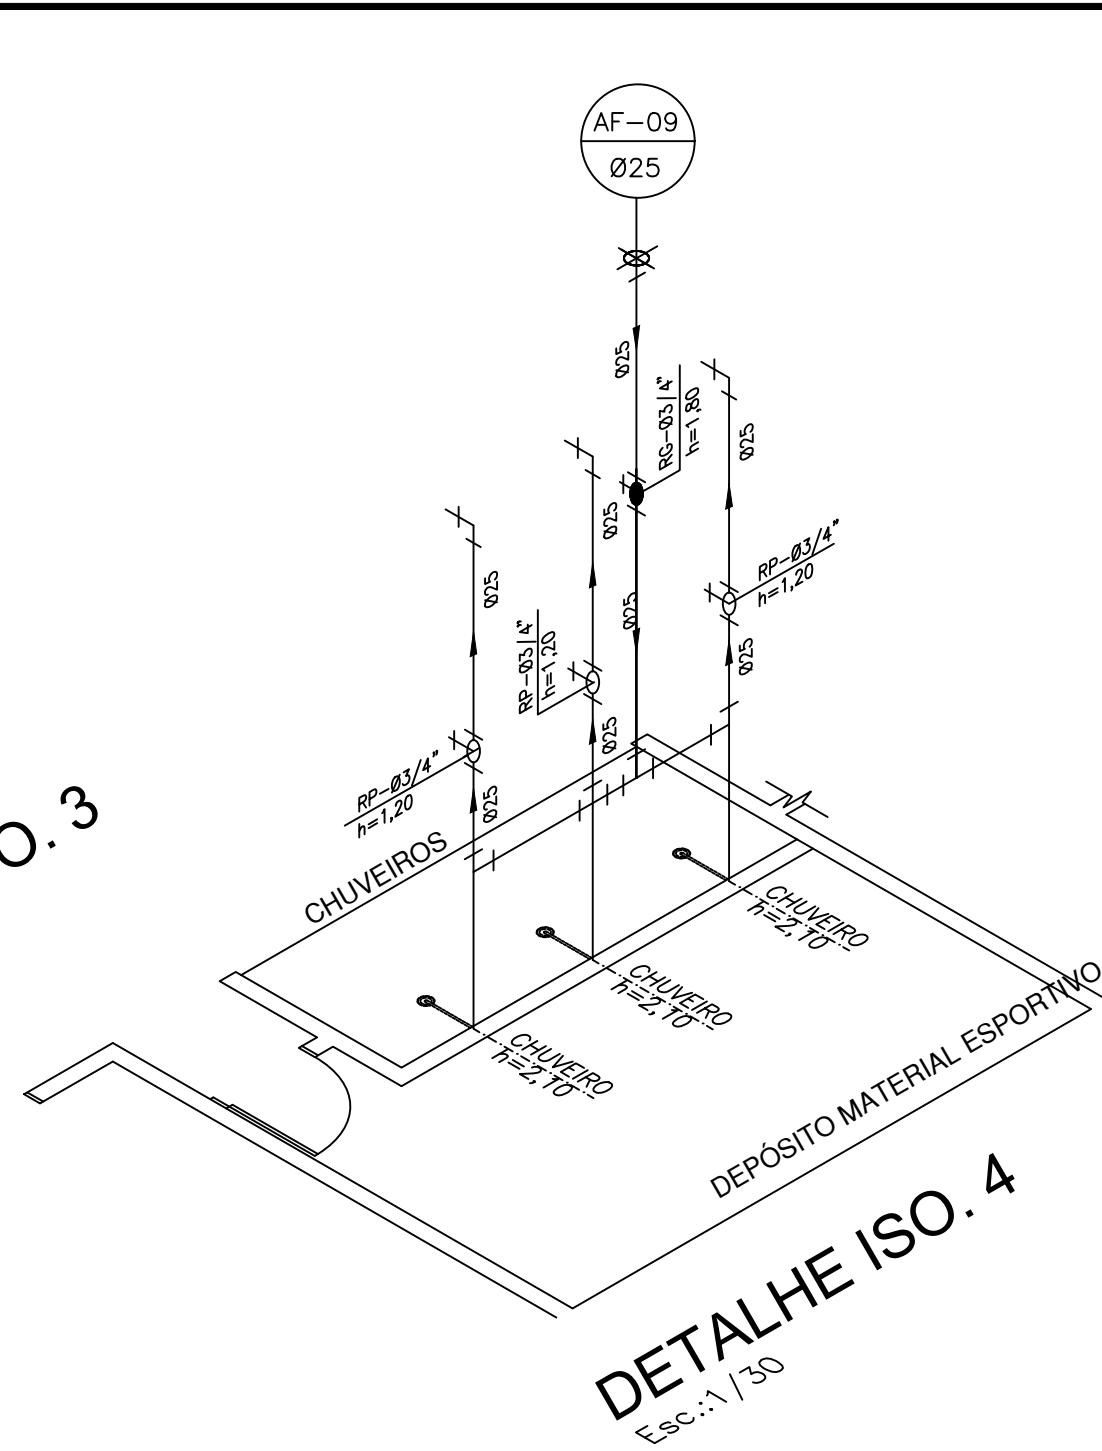 AF-09
Ø25
Ø25
RG-Ø3/4"
h=1,80
Ø25
Ø25
Ø25
RP-Ø3/4"
h=1,20
Ø25
Ø25
RP-Ø3/4"
h=1,20
Ø25
Ø25
RP-Ø3/4"
h=1,20
Ø25
O. 3
CHUVEIROS
CHUVEIRO
h=2,10
CHUVEIRO
h=2,10
CHUVEIRO
h=2,10
DEPÓSITO MATERIAL ESPORTIVO
DETALHE ISO. 4
Esc.:1/30